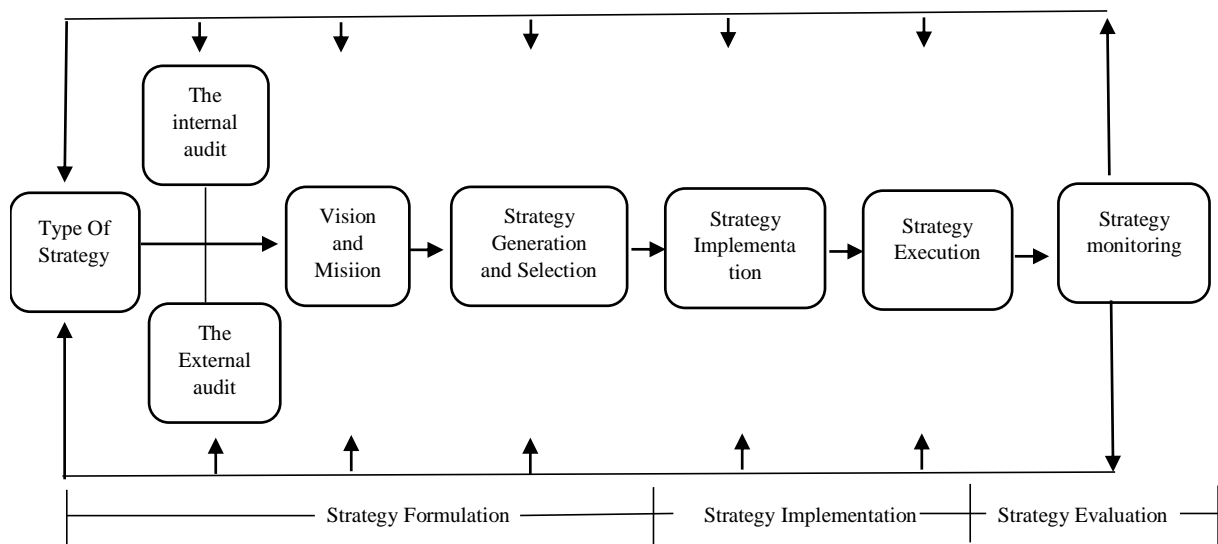 The
internal
audit
Type Of
Strategy
The
External
audit
Vision
and
Misiion
Strategy
Generation
and Selection
Strategy
Implementa
tion
Strategy
Execution
Strategy
monitoring
Strategy Formulation
Strategy Implementation
Strategy Evaluation